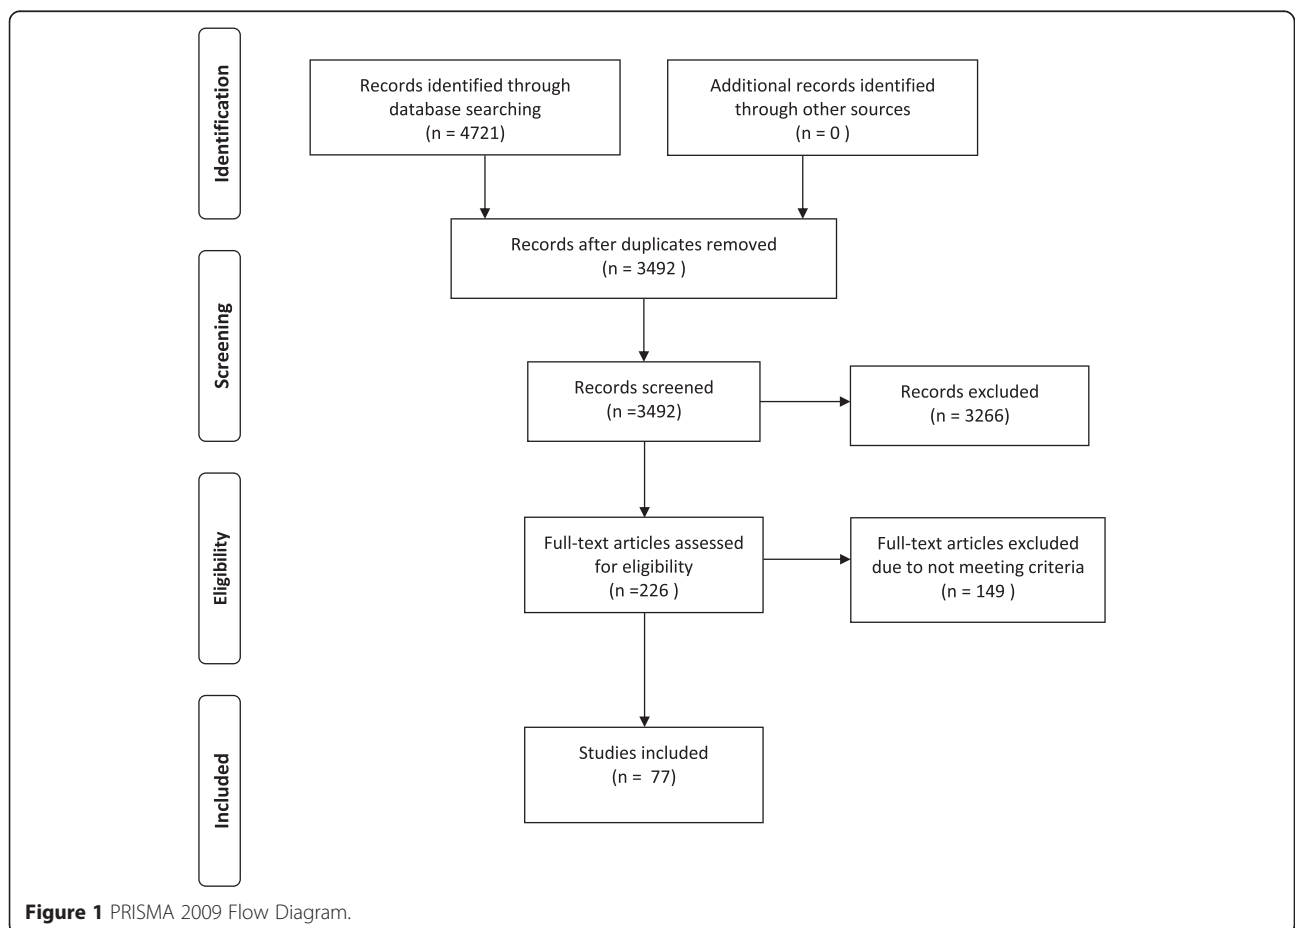 Identification
Records identified through
database searching
(n = 4721)
Additional records identified
through other sources
(n = 0 )
Records after duplicates removed
(n = 3492 )
Screening
Records screened
(n =3492)
Records excluded
(n = 3266)
Eligibility
Full-text articles assessed
for eligibility
(n =226 )
Full-text articles excluded
due to not meeting criteria
(n = 149 )
Included
Studies included
(n =  77)
Figure 1 PRISMA 2009 Flow Diagram.